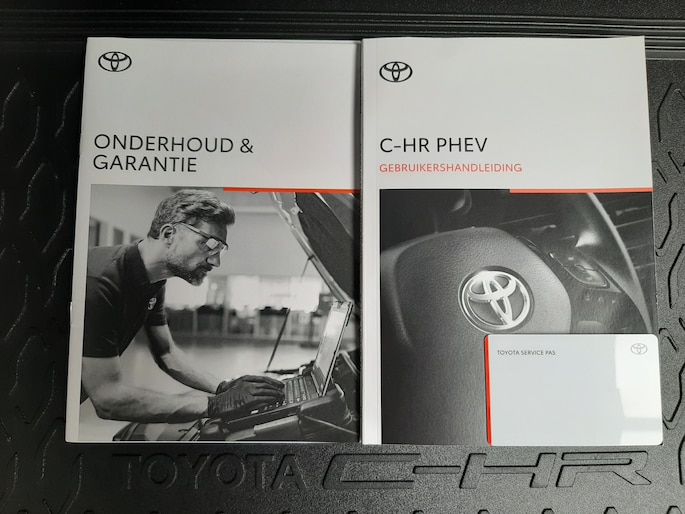 ONDERHOUD &
GARANTIE
C-HR PHEV
GEBRUIKERSHANDLEIDING
TOYOTA SERVICE PAS
TOYOTA C-HR